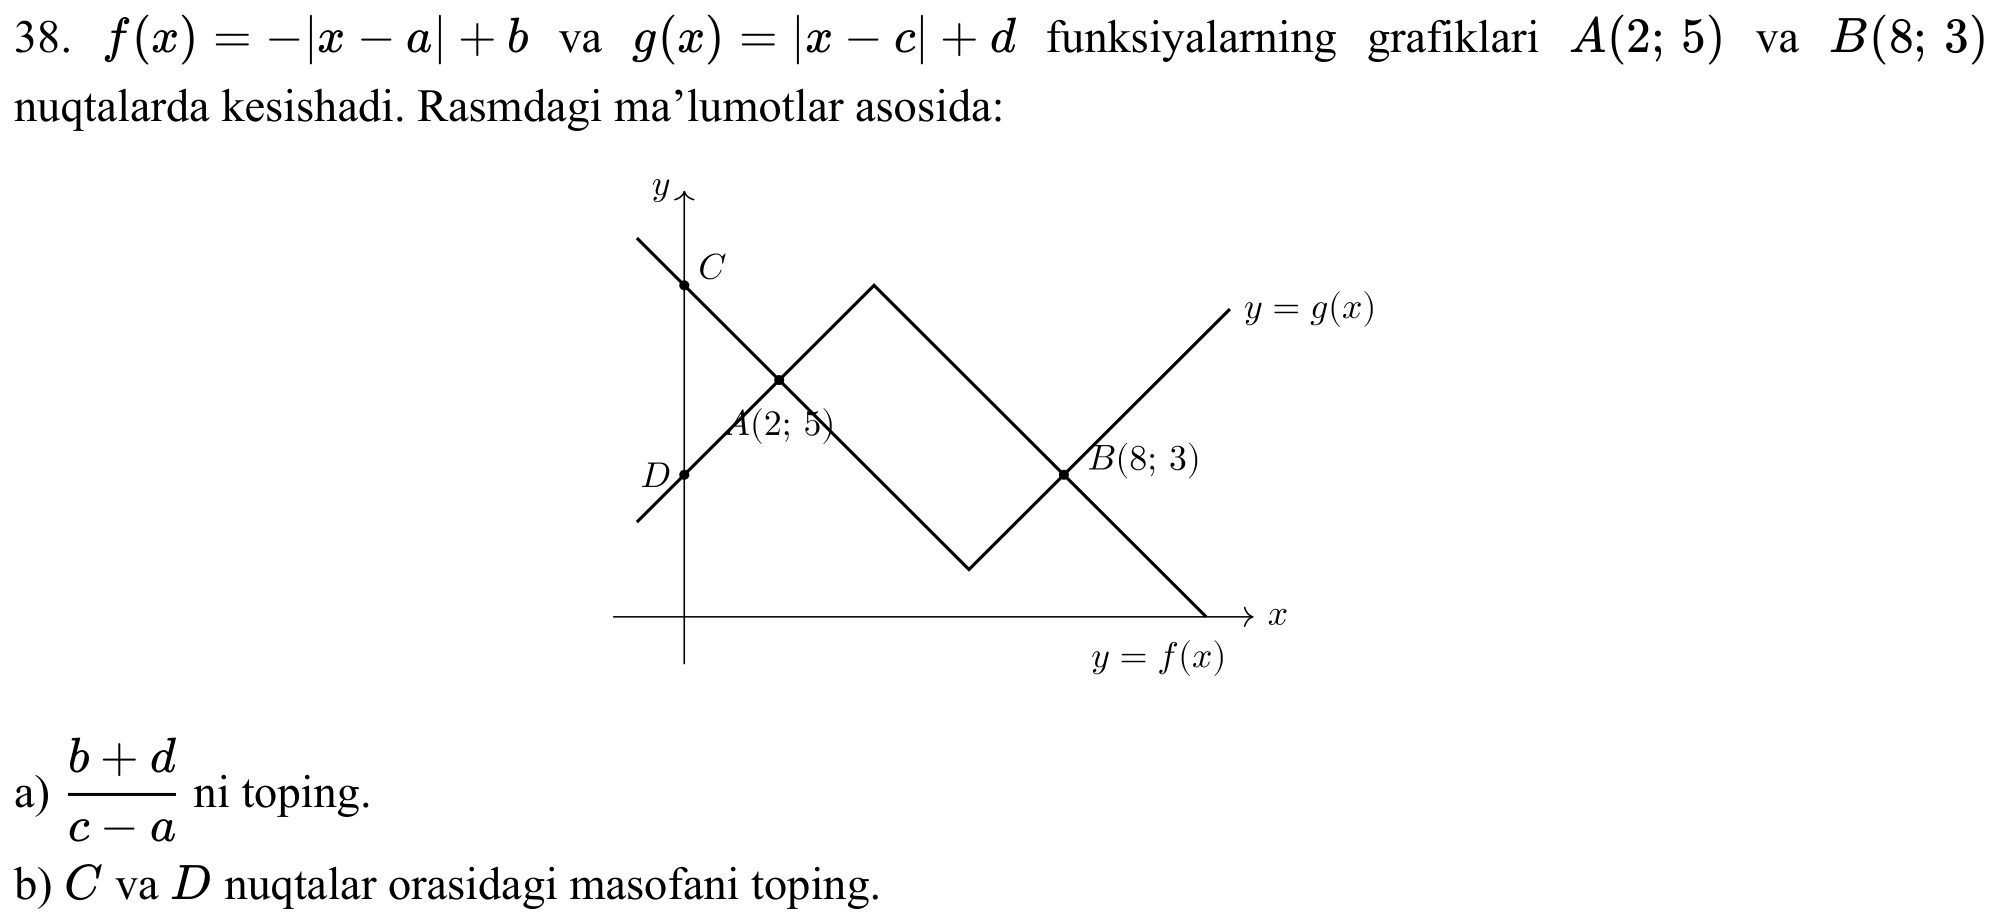 38. f(x) = −|x − a| + b va g(x) = |x − c| + d funksiyalarning grafiklari A(2; 5) va B(8; 3)
nuqtalarda kesishadi. Rasmdagi ma’lumotlar asosida:
y
C
y = g(x)
A(2; 5)
B(8; 3)
D
x
y = f(x)
a) \frac{b + d}{c − a} ni toping.
b) C va D nuqtalar orasidagi masofani toping.